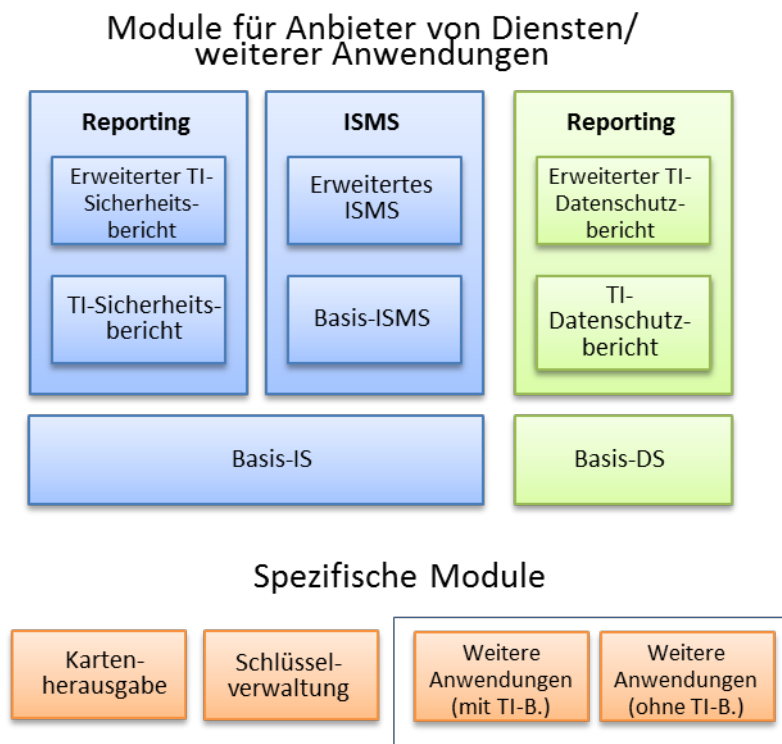 Module für Anbieter von Diensten/
weiterer Anwendungen
Reporting
Erweiterter TI-
Sicherheits-
bericht
TI-Sicherheits-
bericht
ISMS
Erweitertes
ISMS
Basis-ISMS
Reporting
Erweiterter TI-
Datenschutz-
bericht
TI-
Datenschutz-
bericht
Basis-IS
Basis-DS
Spezifische Module
Karten-
herausgabe
Schlüssel-
verwaltung
Weitere
Anwendungen
(mit TI-B.)
Weitere
Anwendungen
(ohne TI-B.)